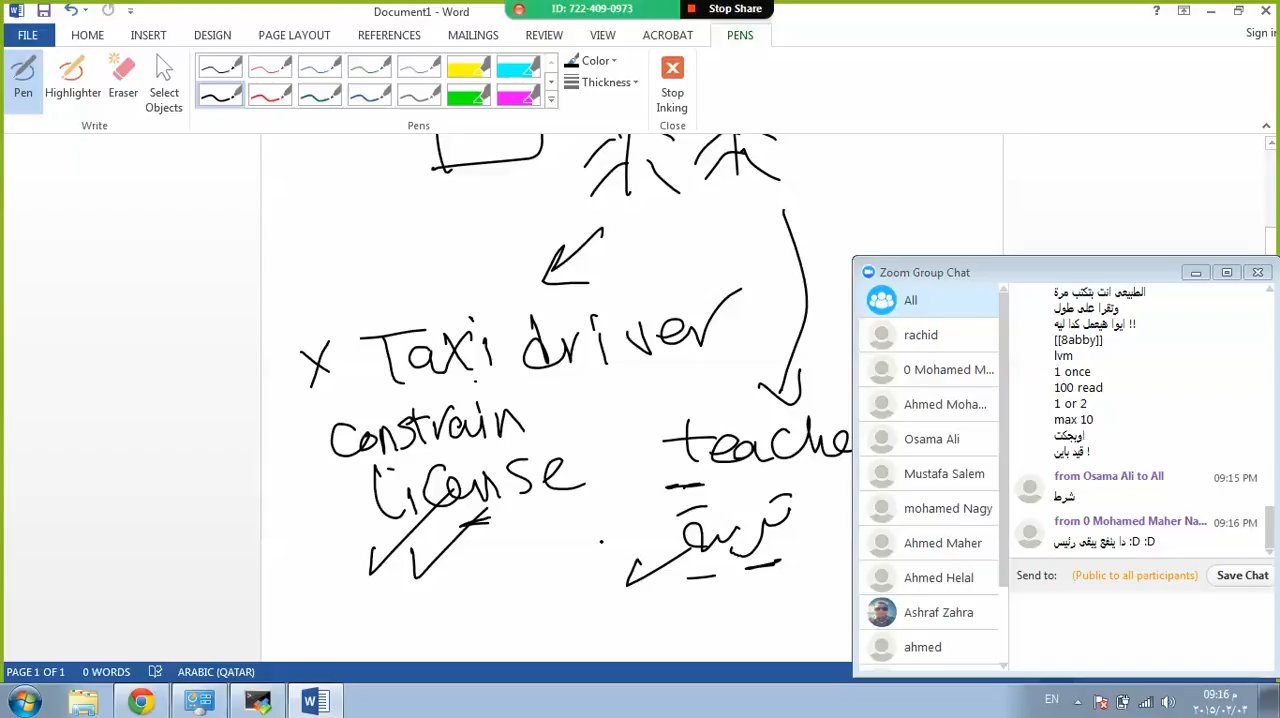 Document1 - Word
ID: 722-409-0973
Stop Share
?
FILE
HOME
INSERT
DESIGN
PAGE LAYOUT
REFERENCES
MAILINGS
REVIEW
VIEW
ACROBAT
PENS
Sign in
Pen
Highlighter
Eraser
Select Objects
Color
Thickness
Stop Inking
Write
Pens
Close
x Taxi driver
constrain
License
teache
تربية
Zoom Group Chat
All
rachid
0 Mohamed M...
Ahmed Moha...
Osama Ali
Mustafa Salem
mohamed Nagy
Ahmed Maher
Ahmed Helal
Ashraf Zahra
ahmed
الطبيعى انت بتكتب مرة
وتقرا على طول
ايوا هيعمل كدا ليه !!
[[8abby]]
lvm
1 once
100 read
1 or 2
max 10
اوبجكت
قيد باين !
from Osama Ali to All 09:15 PM
شرط
from 0 Mohamed Maher Na... 09:16 PM
دا ينفع يبقى رئيس :D :D
Send to: (Public to all participants) Save Chat
PAGE 1 OF 1
0 WORDS
ARABIC (QATAR)
EN
م 09:16
٢٠١٥/٠٢/٠٣